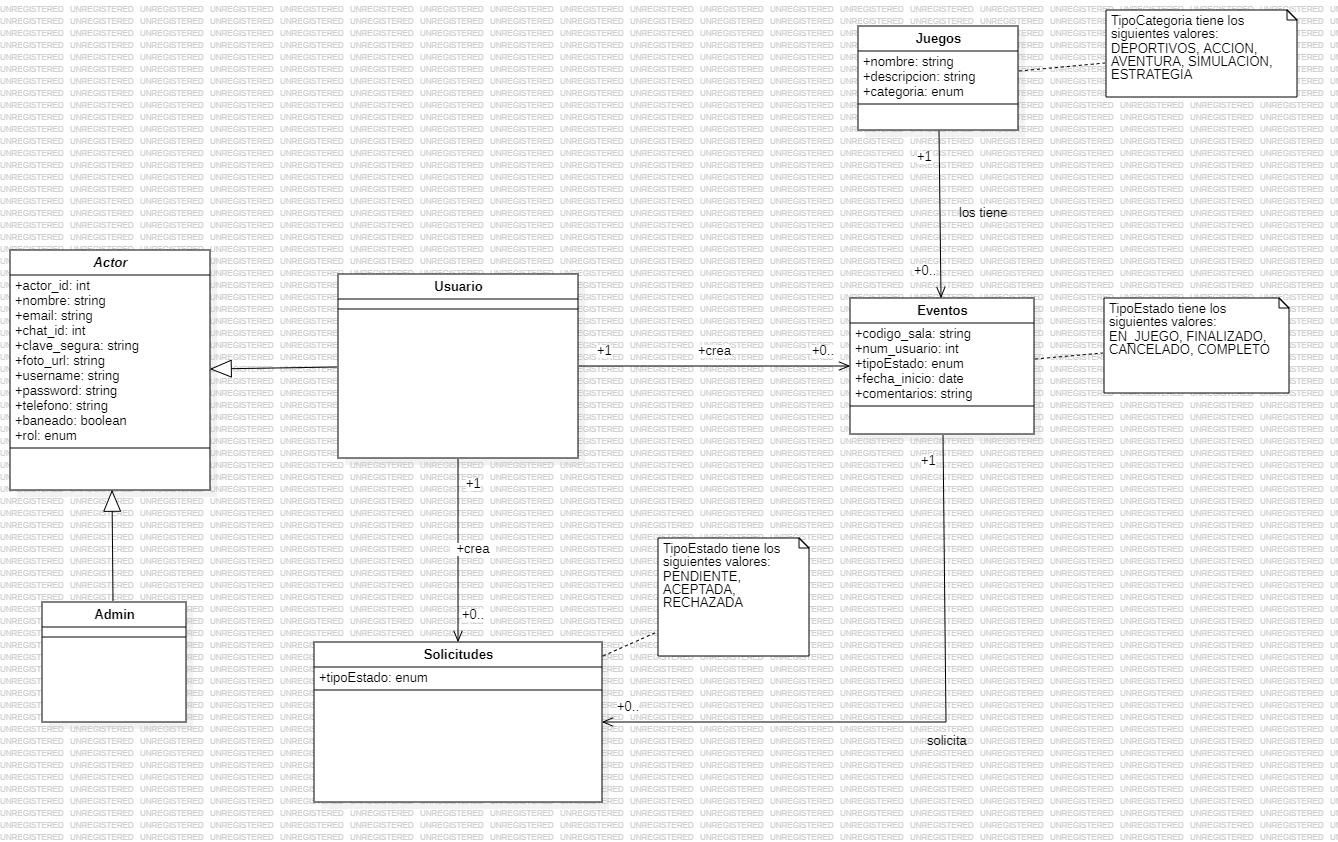 Juegos
+nombre: string
+descripcion: string
+categoria: enum
TipoCategoria tiene los
siguientes valores:
DEPORTIVOS, ACCION,
AVENTURA, SIMULACION,
ESTRATEGIA
+1
los tiene
+0..
Actor
+actor_id: int
+nombre: string
+email: string
+chat_id: int
+clave_segura: string
+foto_url: string
+username: string
+password: string
+telefono: string
+baneado: boolean
+rol: enum
Usuario
+1
+crea
+0..
Eventos
+codigo_sala: string
+num_usuario: int
+tipoEstado: enum
+fecha_inicio: date
+comentarios: string
TipoEstado tiene los
siguientes valores:
EN_JUEGO, FINALIZADO,
CANCELADO, COMPLETO
+1
+1
+crea
+0..
TipoEstado tiene los
siguientes valores:
PENDIENTE,
ACEPTADA,
RECHAZADA
Admin
Solicitudes
+tipoEstado: enum
+0..
solicita
UNREGISTERED